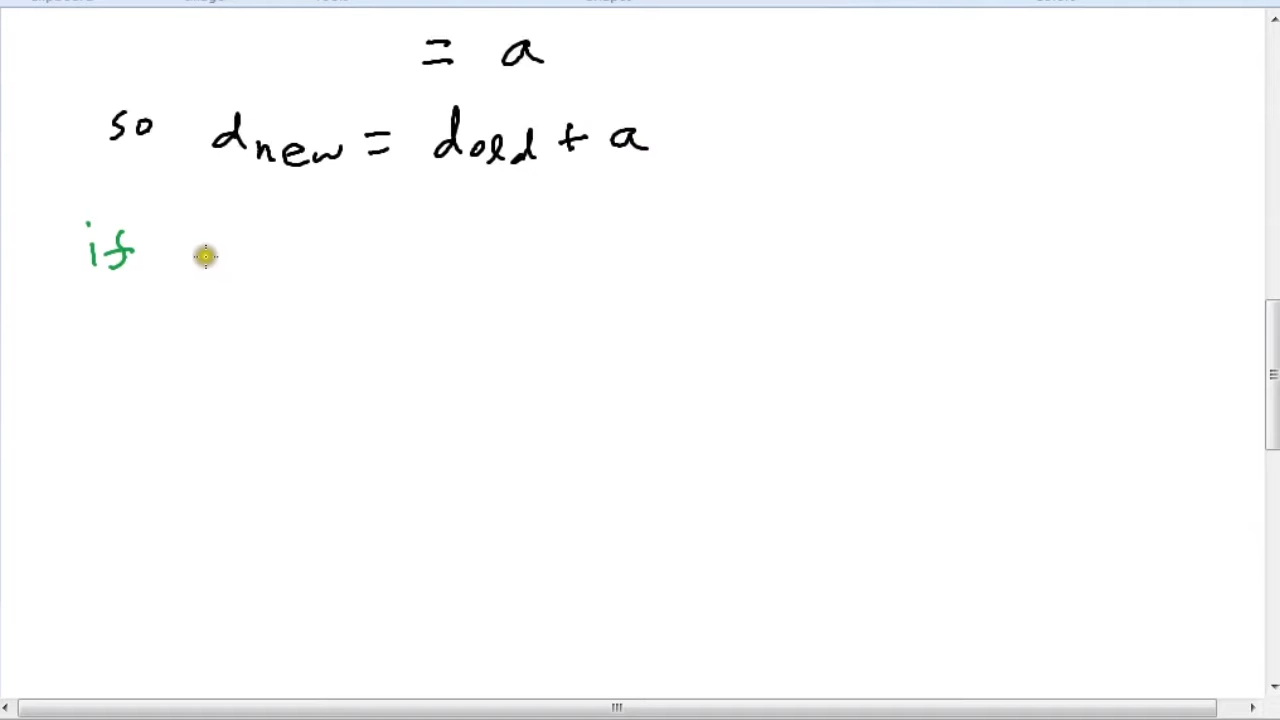 = a
so d_new = d_old + a
if